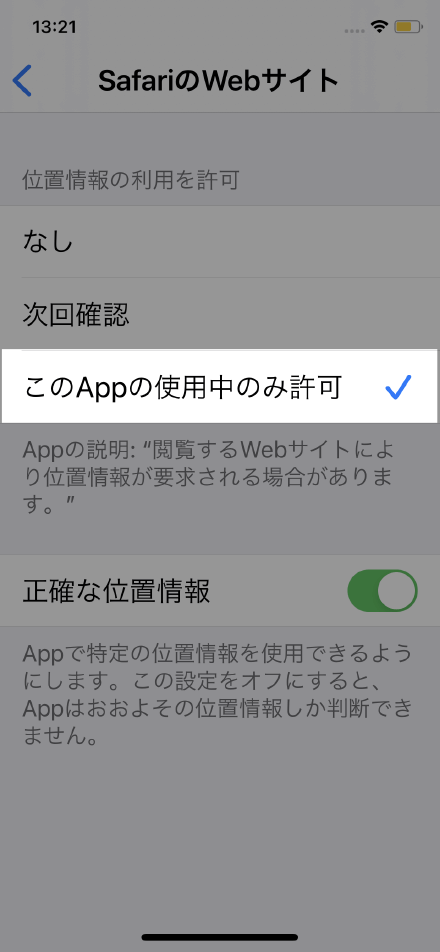 13:21
SafariのWebサイト
位置情報の利用を許可
なし
次回確認
このAppの使用中のみ許可
Appの説明: “閲覧するWebサイトによ
り位置情報が要求される場合がありま
す。”
正確な位置情報
Appで特定の位置情報を使用できるよう
にします。この設定をオフにすると、
Appはおおよその位置情報しか判断でき
ません。